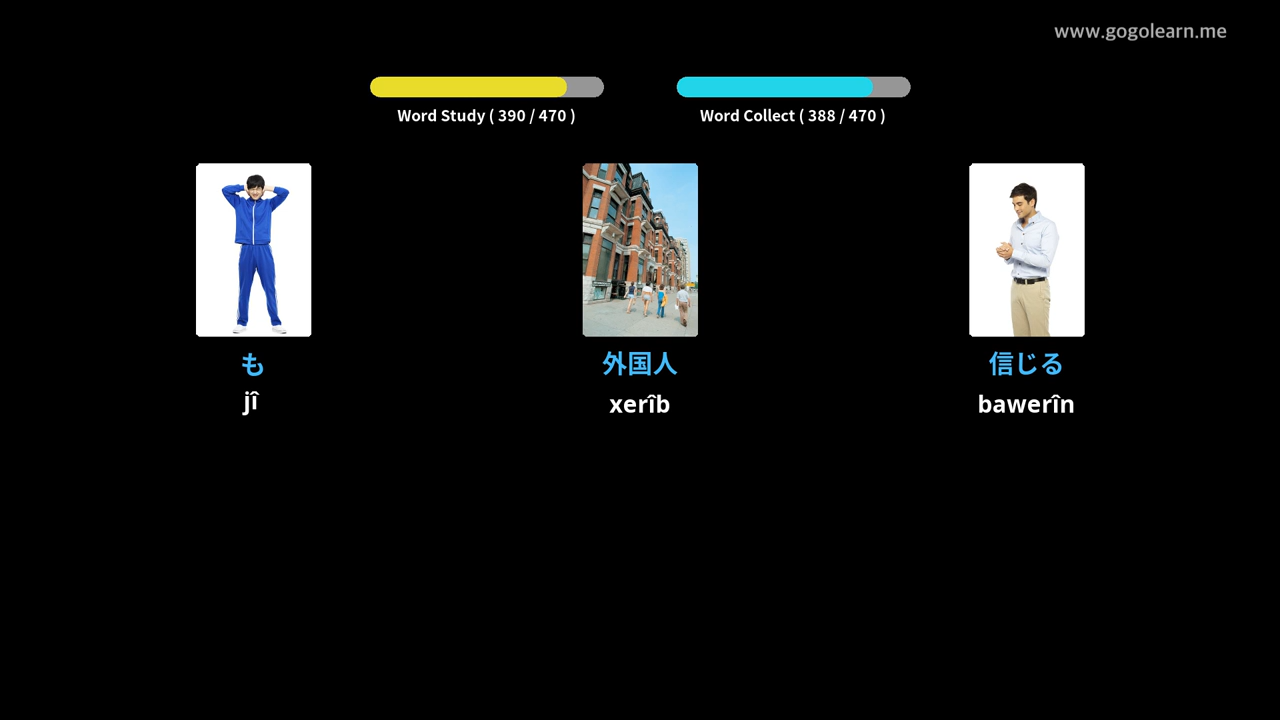 www.gogolearn.me
Word Study ( 390 / 470 )
Word Collect ( 388 / 470 )
も
外国人
信じる
jî
xerîb
bawerîn